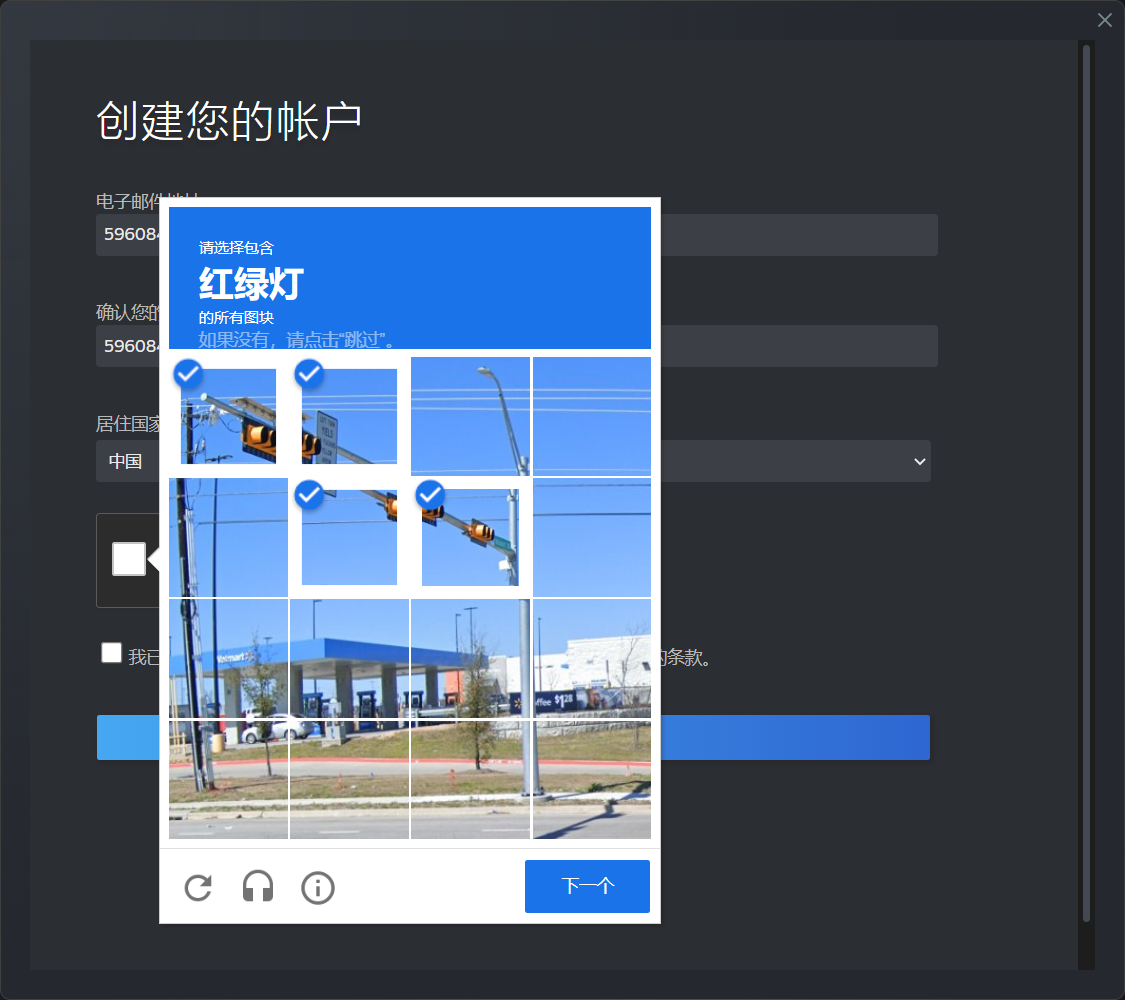 创建您的帐户
电子邮件地址
59608
请选择包含
红绿灯
的所有图块
如果没有，请点击“跳过”。
确认您的
59608
居住国家
中国
YIELD
Walmart
ffee $1.28
我已
的条款。
下一个